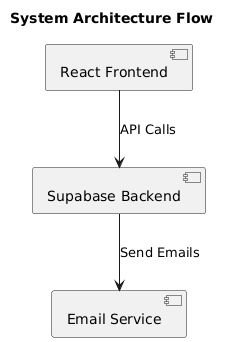 System Architecture Flow
React Frontend
API Calls
Supabase Backend
Send Emails
Email Service